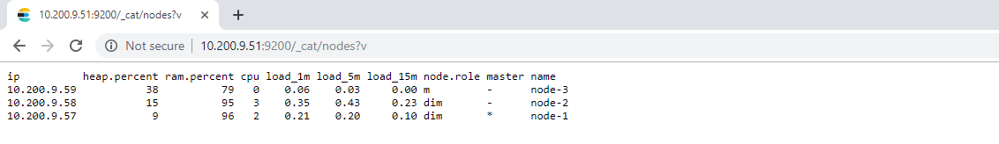 10.200.9.51:9200/_cat/nodes?v
Not secure 10.200.9.51:9200/_cat/nodes?v
ip heap.percent ram.percent cpu load_1m load_5m load_15m node.role master name
10.200.9.59 38 79 0 0.06 0.03 0.00 m - node-3
10.200.9.58 15 95 3 0.35 0.43 0.23 dim - node-2
10.200.9.57 9 96 2 0.21 0.20 0.10 dim * node-1